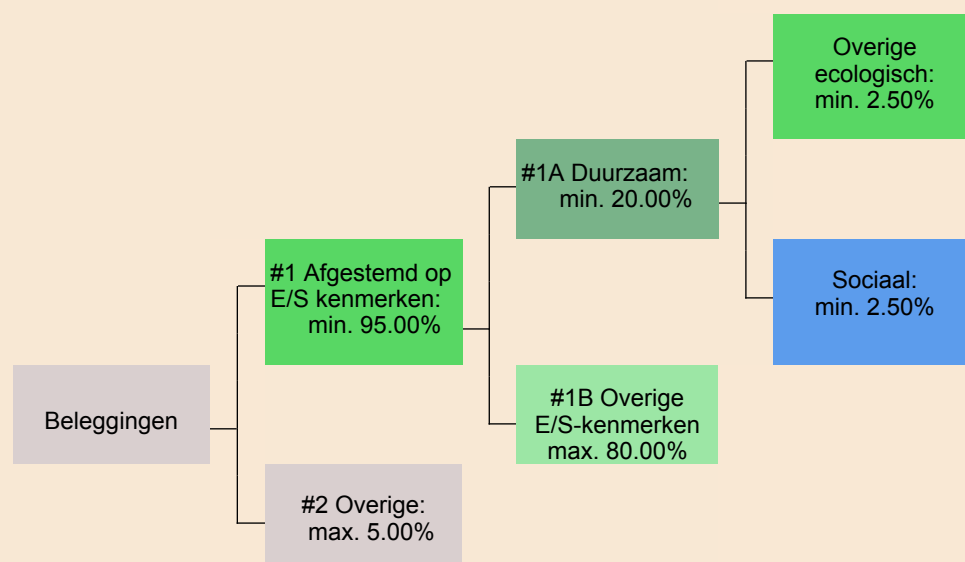 Overige
ecologisch:
min. 2.50%
#1A Duurzaam:
min. 20.00%
#1 Afgestemd op
E/S kenmerken:
min. 95.00%
Sociaal:
min. 2.50%
Beleggingen
#1B Overige
E/S-kenmerken
max. 80.00%
#2 Overige:
max. 5.00%